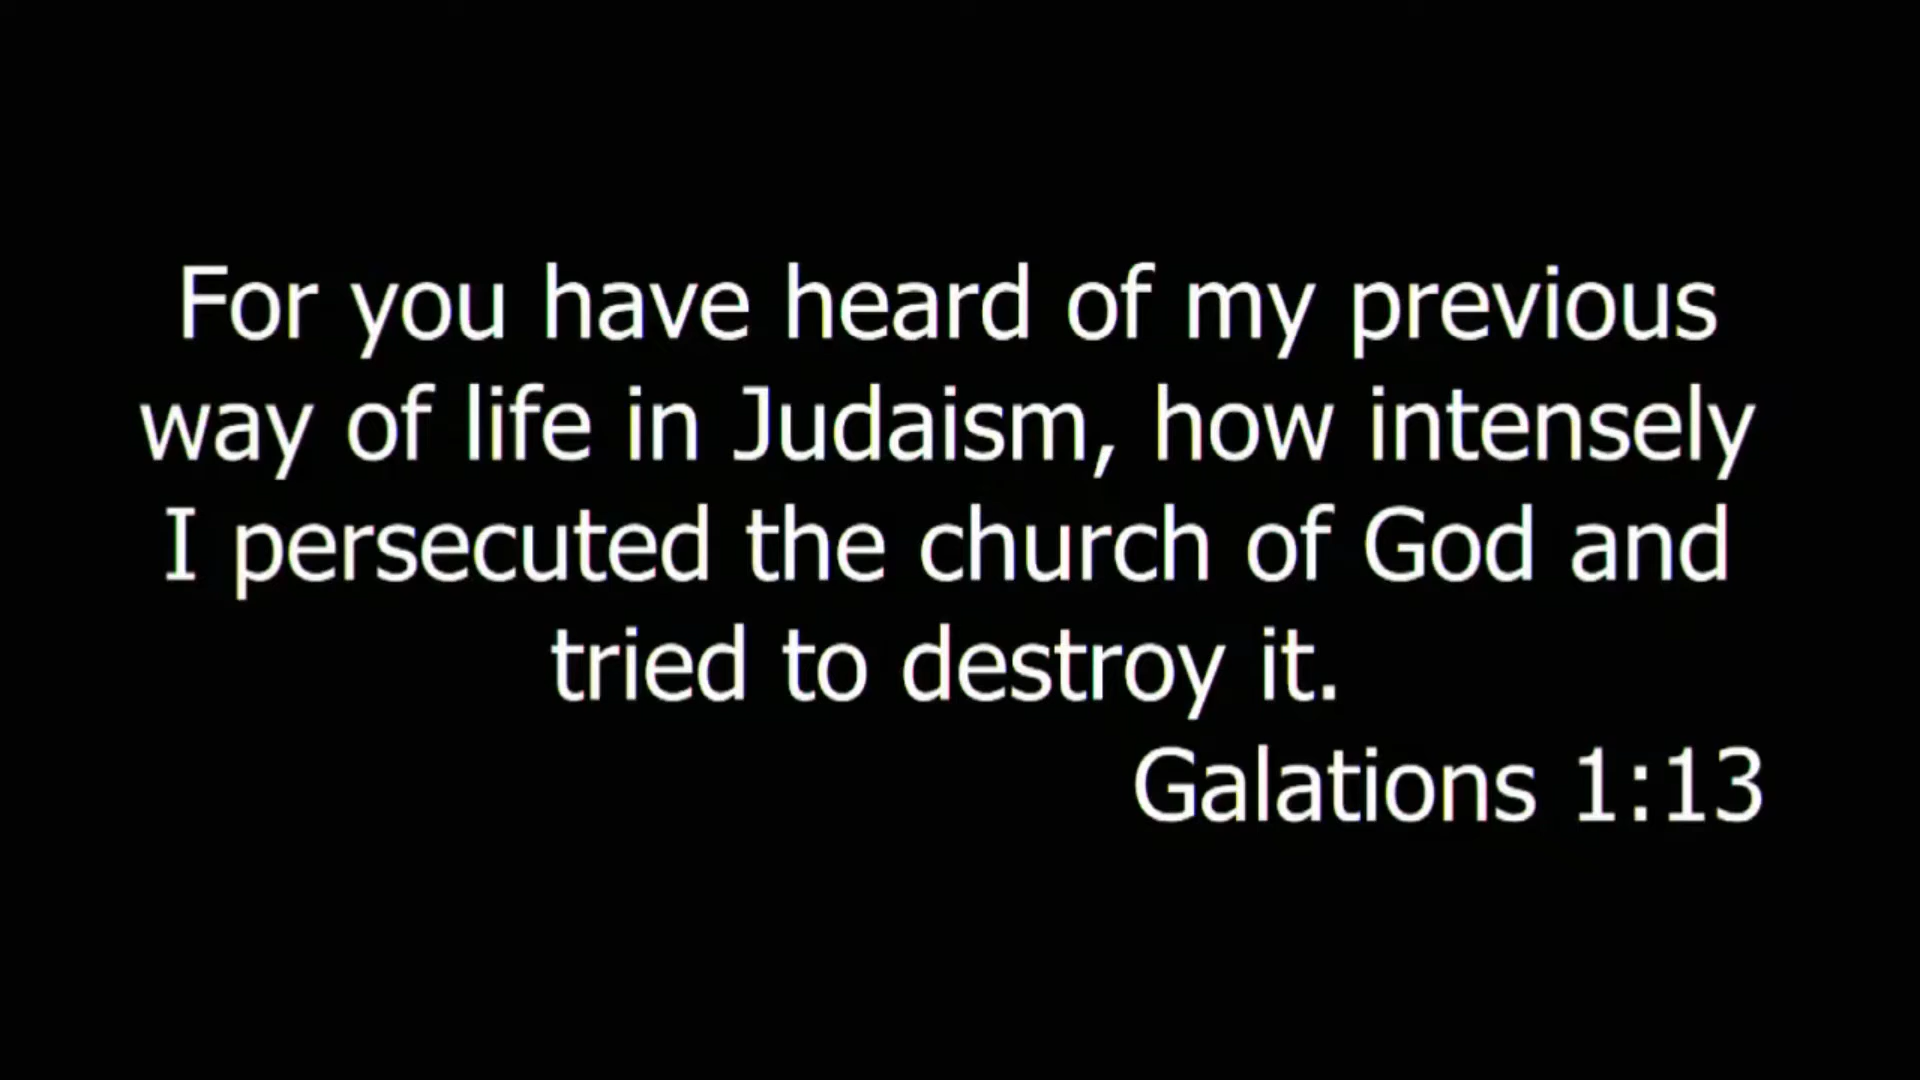 For you have heard of my previous
way of life in Judaism, how intensely
I persecuted the church of God and
tried to destroy it.
Galations 1:13